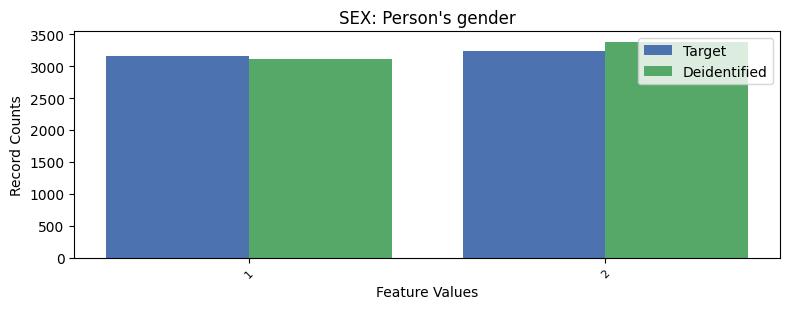 SEX: Person's gender
Target
Deidentified
3500
3000
2500
2000
1500
1000
500
0
Record Counts
1
2
Feature Values